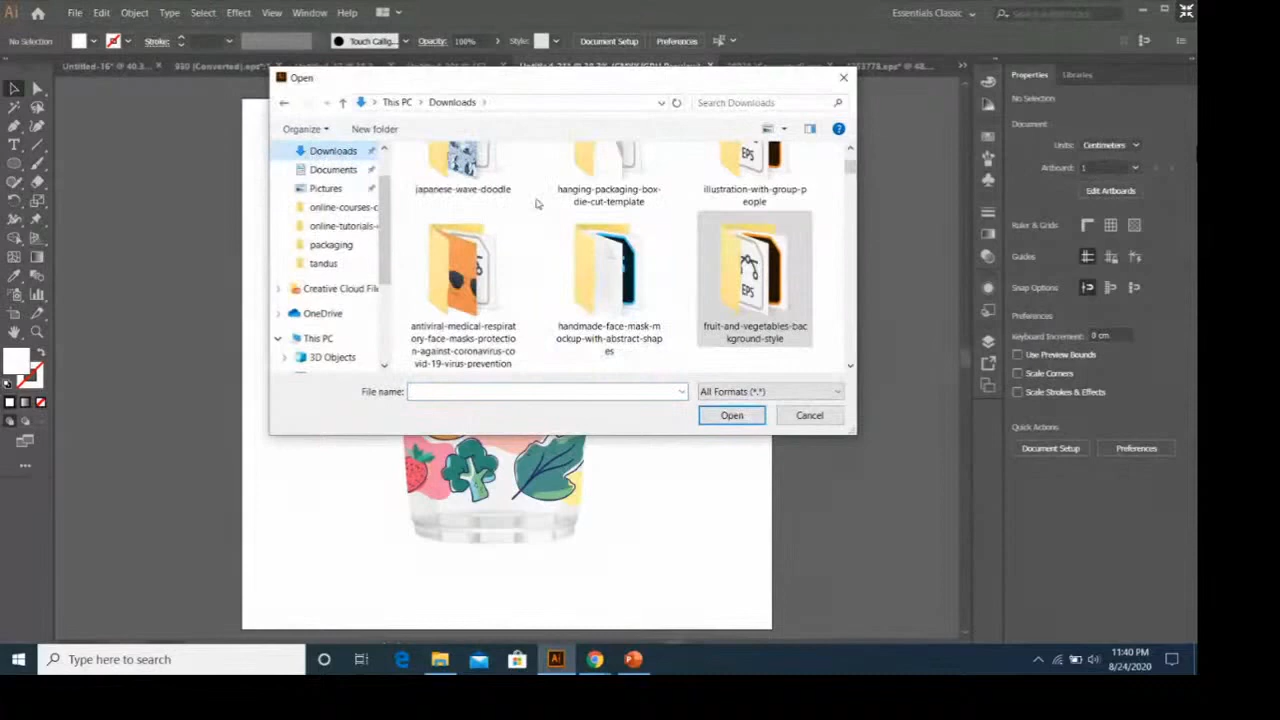 Ai File Edit Object Type Select Effect View Window Help Essentials Classic
No Selection Stroke: Touch Callig... Opacity: 100% Style: Document Setup Preferences
Open
This PC Downloads Search Downloads
Organize New folder
Downloads
Documents
Pictures
online-courses-c
online-tutorials-
packaging
tandus
Creative Cloud File
OneDrive
This PC
3D Objects
japanese-wave-doodle
hanging-packaging-box-
die-cut-template
illustration-with-group-p
eople
EPS
EPS
antiviral-medical-respirat
ory-face-masks-protectio
n-against-coronavirus-co
vid-19-virus-prevention
handmade-face-mask-m
ockup-with-abstract-shap
es
fruit-and-vegetables-bac
kground-style
File name: All Formats (*.*)
Open Cancel
Properties Libraries
No Selection
Document
Units: Centimeters
Artboard: 1
Edit Artboards
Ruler & Grids
Guides
Snap Options
Preferences
Keyboard Increment: 0 cm
Use Preview Bounds
Scale Corners
Scale Strokes & Effects
Quick Actions
Document Setup Preferences
Type here to search
Ai
11:40 PM
8/24/2020